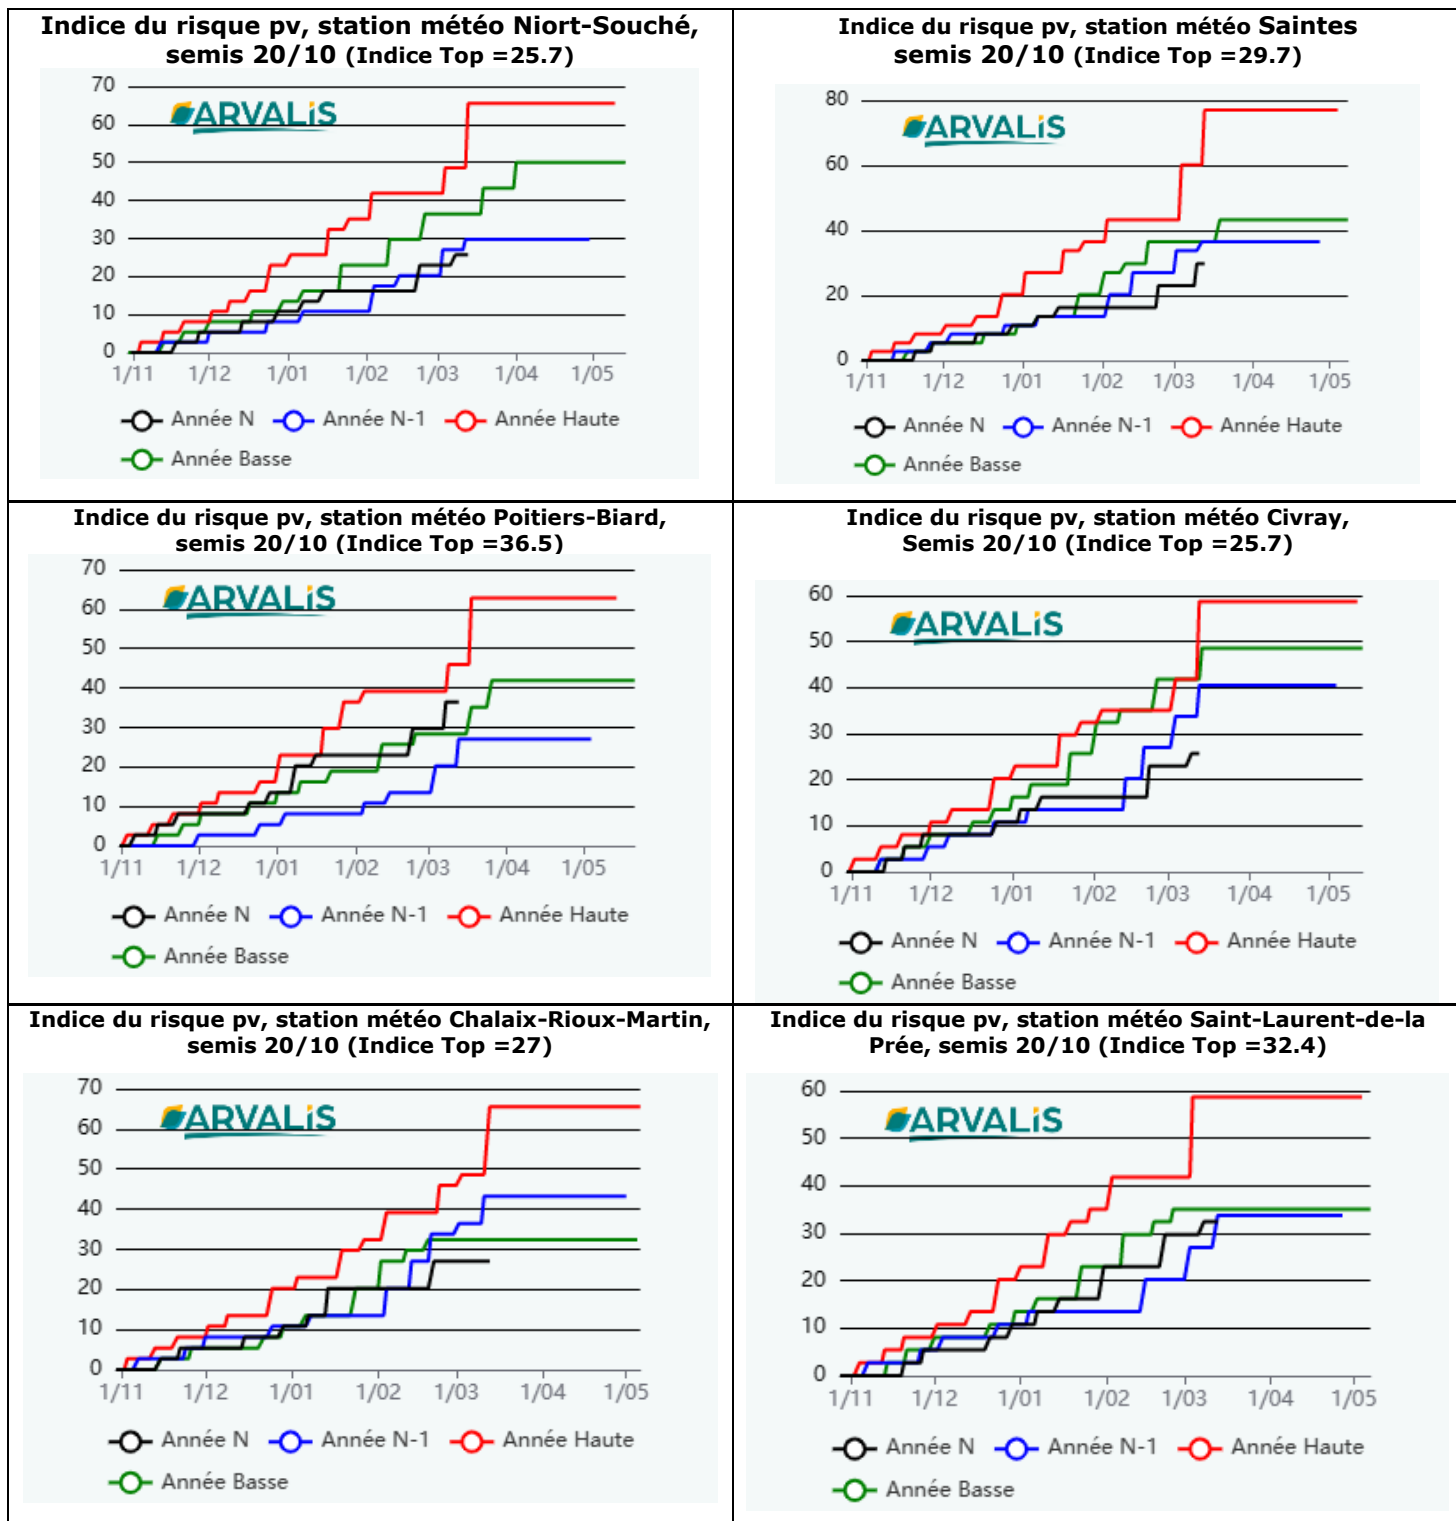 Indice du risque pv, station météo Niort-Souché,
semis 20/10 (Indice Top =25.7)
ARVALiS
70
60
50
40
30
20
10
0
1/11 1/12 1/01 1/02 1/03 1/04 1/05
Année N Année N-1 Année Haute
Année Basse
Indice du risque pv, station météo Saintes
semis 20/10 (Indice Top =29.7)
ARVALiS
80
60
40
20
0
1/11 1/12 1/01 1/02 1/03 1/04 1/05
Année N Année N-1 Année Haute
Année Basse
Indice du risque pv, station météo Poitiers-Biard,
semis 20/10 (Indice Top =36.5)
ARVALiS
70
60
50
40
30
20
10
0
1/11 1/12 1/01 1/02 1/03 1/04 1/05
Année N Année N-1 Année Haute
Année Basse
Indice du risque pv, station météo Civray,
Semis 20/10 (Indice Top =25.7)
ARVALiS
60
50
40
30
20
10
0
1/11 1/12 1/01 1/02 1/03 1/04 1/05
Année N Année N-1 Année Haute
Année Basse
Indice du risque pv, station météo Chalaix-Rioux-Martin,
semis 20/10 (Indice Top =27)
ARVALiS
70
60
50
40
30
20
10
0
1/11 1/12 1/01 1/02 1/03 1/04 1/05
Année N Année N-1 Année Haute
Année Basse
Indice du risque pv, station météo Saint-Laurent-de-la
Prée, semis 20/10 (Indice Top =32.4)
ARVALiS
60
50
40
30
20
10
0
1/11 1/12 1/01 1/02 1/03 1/04 1/05
Année N Année N-1 Année Haute
Année Basse